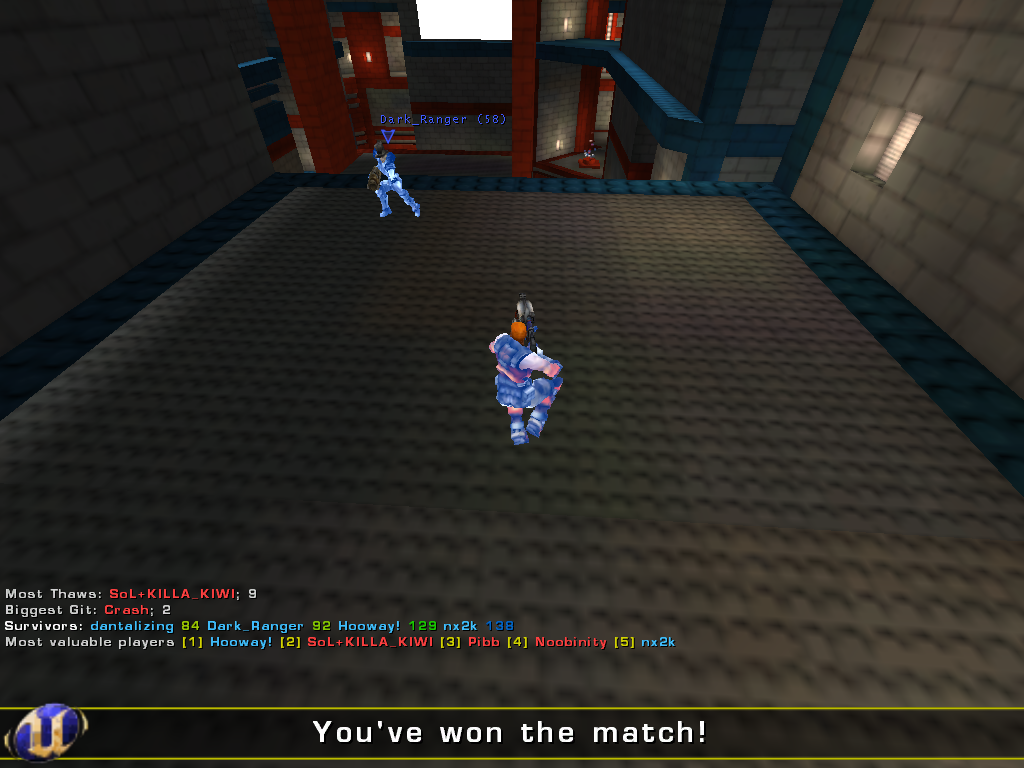 Dark_Ranger (58)
Most Thaws: SoL+KILLA_KIWI; 9
Biggest Git: Crash; 2
Survivors: dantalizing 84 Dark_Ranger 92 Hooway! 129 nx2k 138
Most valuable players [1] Hooway! [2] SoL+KILLA_KIWI [3] Pibb [4] Noobinity [5] nx2k
You've won the match!